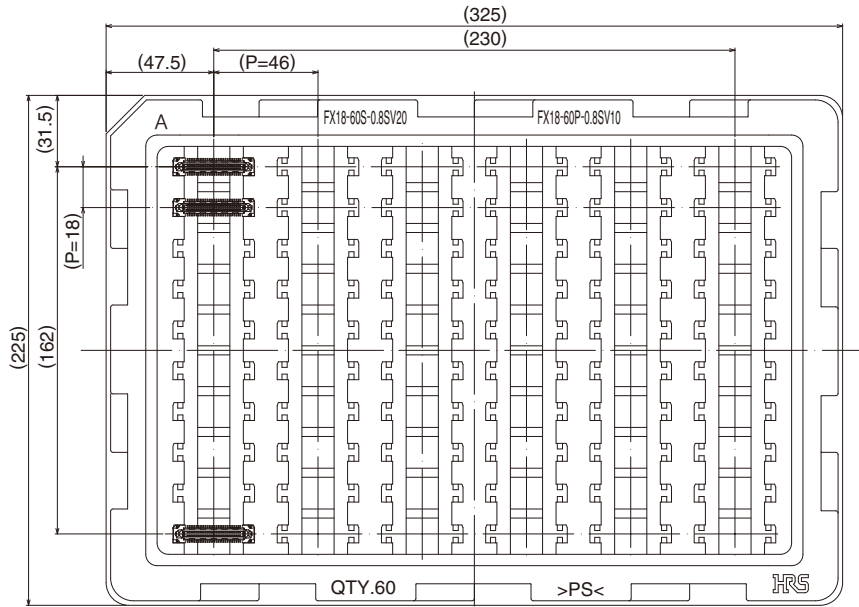 (325)
(230)
(47.5)
(P=46)
(31.5)
A
FX18-60S-0.8SV20
FX18-60P-0.8SV10
(P=18)
(162)
(225)
QTY.60
>PS<
HRS